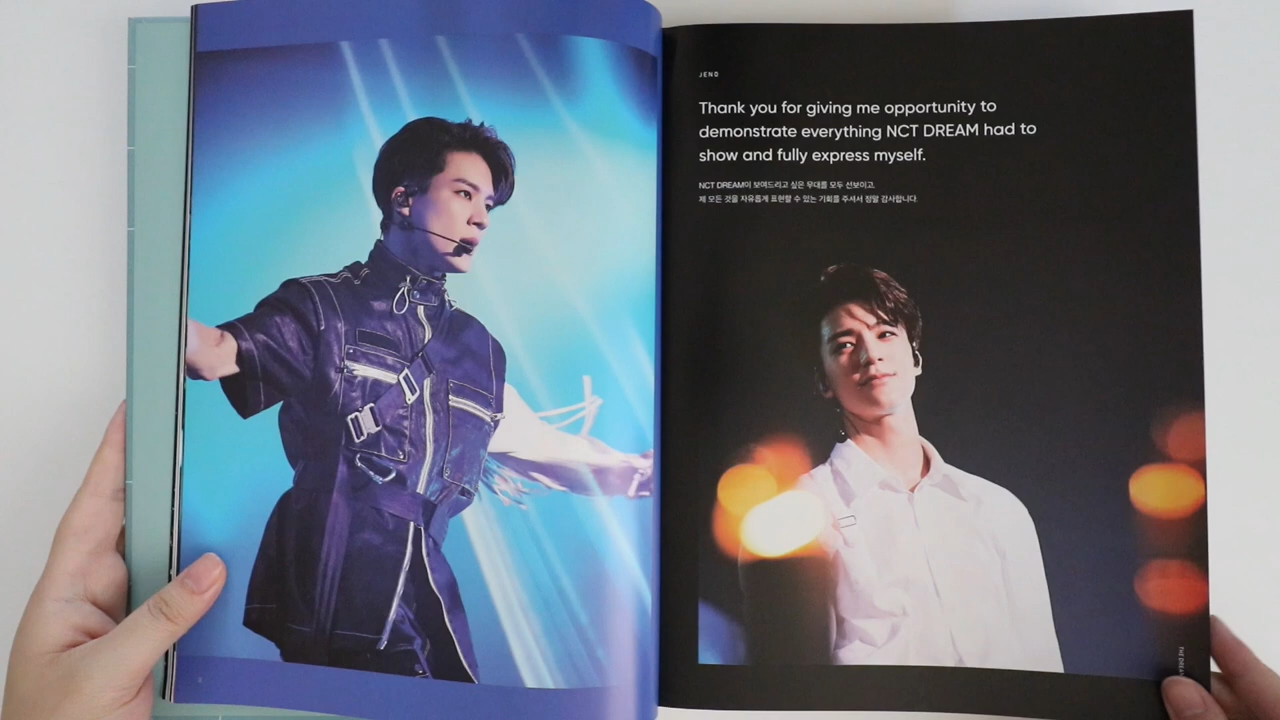 JENO
Thank you for giving me opportunity to
demonstrate everything NCT DREAM had to
show and fully express myself.
NCT DREAM이 보여드리고 싶은 무대를 모두 선보이고,
제 모든 것을 자유롭게 표현할 수 있는 기회를 주셔서 정말 감사합니다.
THE DREAM